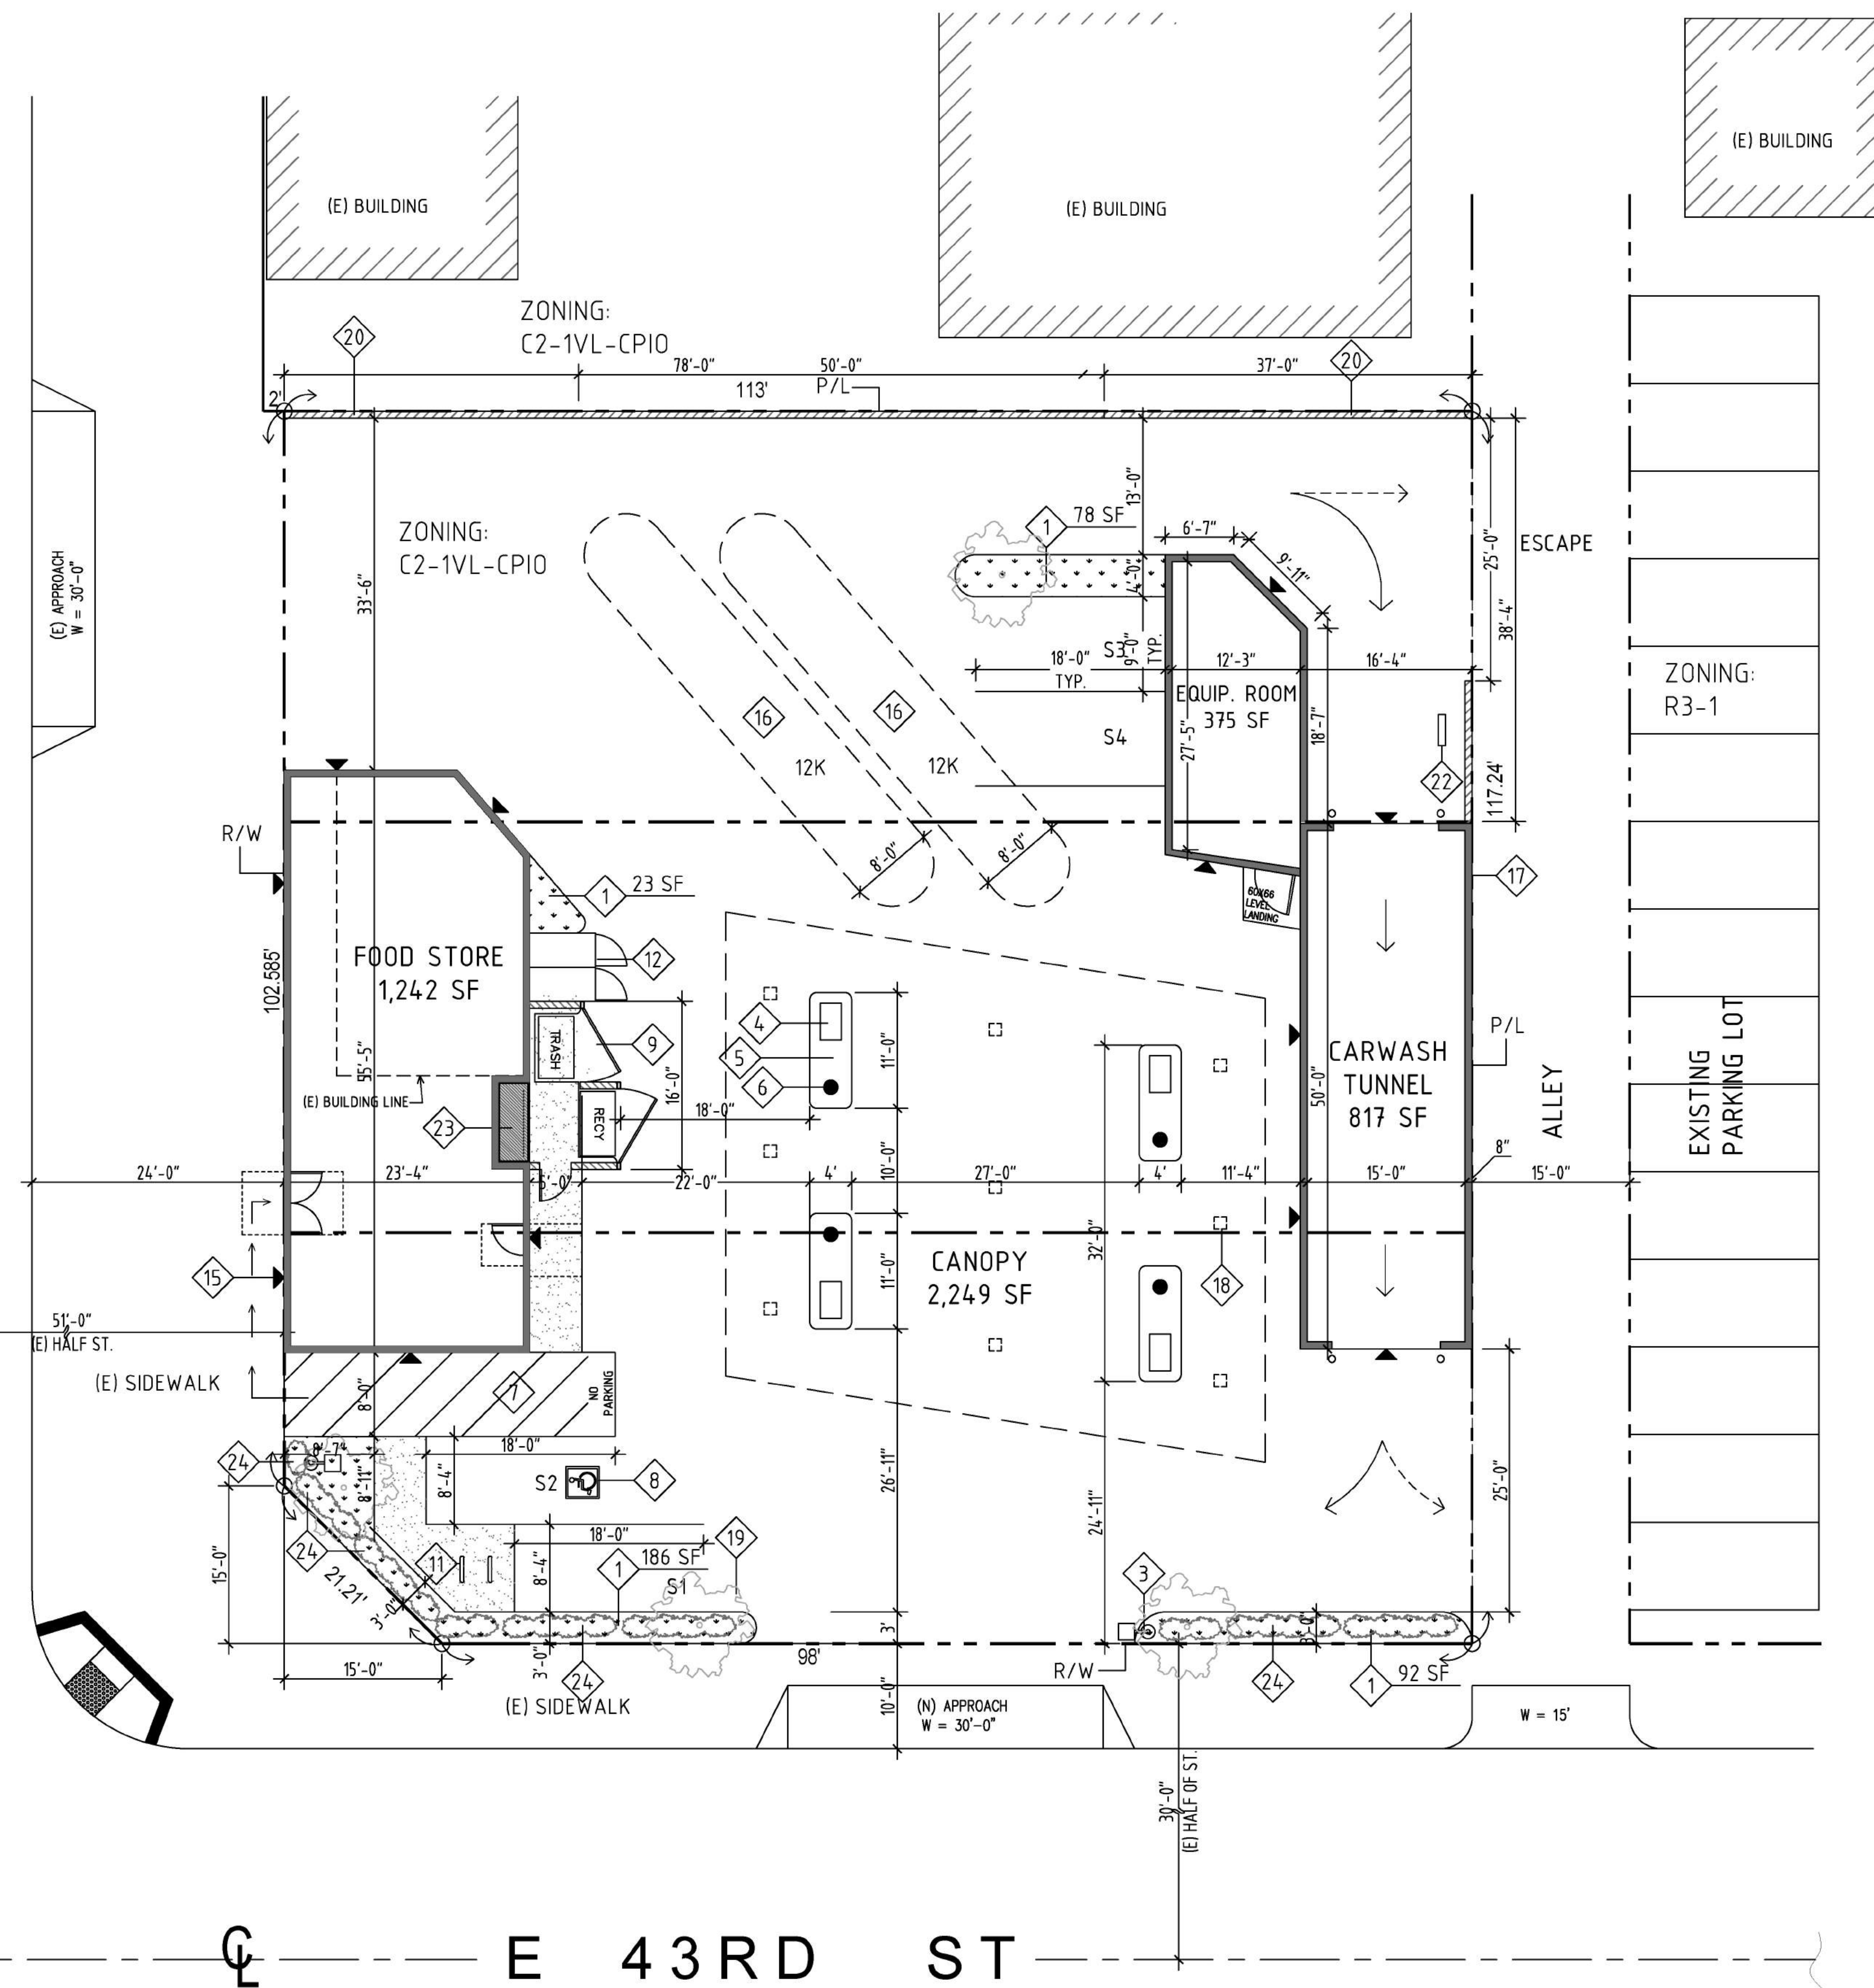 (E) BUILDING
(E) BUILDING
(E) BUILDING
ZONING:
C2-1VL-CPIO
20
78'-0"
50'-0"
37'-0"
20
113'
P/L
2'
ZONING:
C2-1VL-CPIO
33'-6"
(E) APPROACH
W = 30'-0"
13'-0"
1
78 SF
6'-7"
9'-11"
4'-0"
25'-0"
ESCAPE
38'-4"
S3
9'-0"
TYP.
18'-0"
TYP.
12'-3"
16'-4"
EQUIP. ROOM
375 SF
27'-5"
18'-7"
S4
16
16
12K
12K
22
117.24'
ZONING:
R3-1
R/W
8'-0"
8'-0"
1
23 SF
60X66
LEVEL
LANDING
17
FOOD STORE
1,242 SF
12
102.585'
55'-5"
TRASH
9
4
5
6
11'-0"
16'-0"
RECY
18'-0"
(E) BUILDING LINE
23
CARWASH
TUNNEL
817 SF
50'-0"
P/L
ALLEY
EXISTING
PARKING LOT
8"
24'-0"
23'-4"
5'-0"
22'-0"
4'
10'-0"
27'-0"
4'
11'-4"
15'-0"
15'-0"
32'-0"
CANOPY
2,249 SF
11'-0"
18
15
51'-0"
(E) HALF ST.
(E) SIDEWALK
8'-0"
7
NO
PARKING
8'-7"
18'-0"
24
8'-11"
8'-4"
S2
8
26'-11"
24'-11"
25'-0"
24
15'-0"
21.21'
3'-0"
11
18'-0"
19
8'-4"
1
186 SF
S1
3
3'
3'-0"
98'
15'-0"
3'-0"
24
(E) SIDEWALK
R/W
24
1
92 SF
10'-0"
(N) APPROACH
W = 30'-0"
W = 15'
30'-0"
(E) HALF OF ST.
CL
E 43RD ST